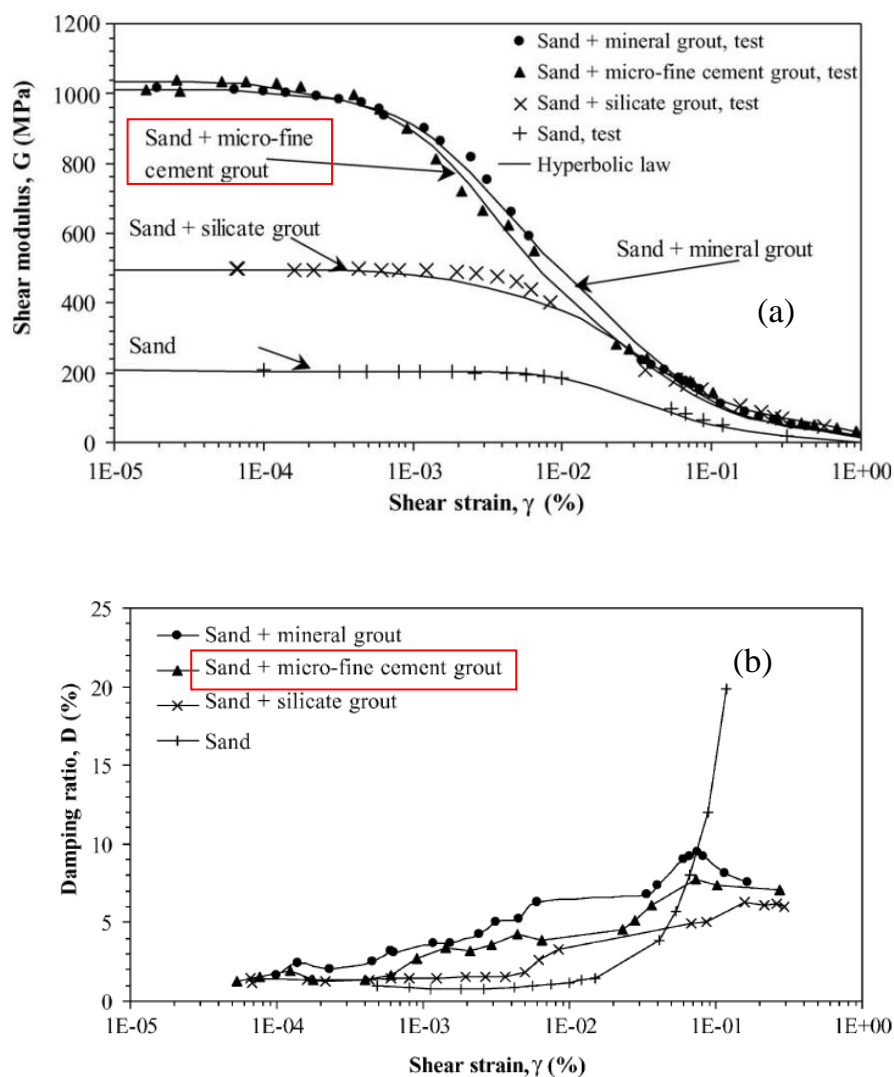 1200
1000
800
600
400
200
0
Shear modulus, G (MPa)
● Sand + mineral grout, test
▲ Sand + micro-fine cement grout, test
× Sand + silicate grout, test
+ Sand, test
— Hyperbolic law
Sand + micro-fine
cement grout
Sand + silicate grout
Sand + mineral grout
(a)
Sand
1E-05 1E-04 1E-03 1E-02 1E-01 1E+00
Shear strain, γ (%)
25
20
15
10
5
0
Damping ratio, D (%)
Sand + mineral grout
Sand + micro-fine cement grout
Sand + silicate grout
Sand
(b)
1E-05 1E-04 1E-03 1E-02 1E-01 1E+00
Shear strain, γ (%)